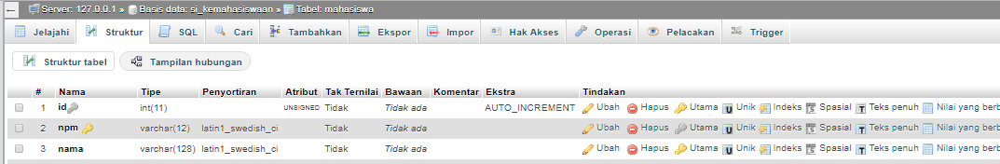 Server: 127.0.0.1 » Basis data: si_kemahasiswaan » Tabel: mahasiswa
Jelajahi Struktur SQL Cari Tambahkan Ekspor Impor Hak Akses Operasi Pelacakan Trigger
Struktur tabel Tampilan hubungan
# Nama Tipe Penyortiran Atribut Tak Ternilai Bawaan Komentar Ekstra Tindakan
1 id int(11) UNSIGNED Tidak Tidak ada AUTO_INCREMENT Ubah Hapus Utama Unik Indeks Spasial Teks penuh Nilai yang berb
2 npm varchar(12) latin1_swedish_ci Tidak Tidak ada Ubah Hapus Utama Unik Indeks Spasial Teks penuh Nilai yang berb
3 nama varchar(128) latin1_swedish_ci Tidak Tidak ada Ubah Hapus Utama Unik Indeks Spasial Teks penuh Nilai yang berb